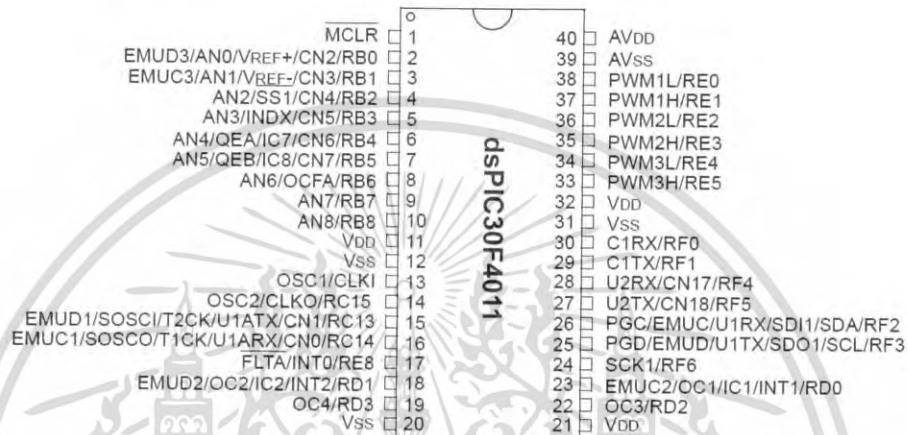 MCLR 1
EMUD3/AN0/VREF+/CN2/RB0 2
EMUC3/AN1/VREF-/CN3/RB1 3
AN2/SS1/CN4/RB2 4
AN3/INDX/CN5/RB3 5
AN4/QEA/IC7/CN6/RB4 6
AN5/QEB/IC8/CN7/RB5 7
AN6/OCFA/RB6 8
AN7/RB7 9
AN8/RB8 10
VDD 11
VSS 12
OSC1/CLKI 13
OSC2/CLKO/RC15 14
EMUD1/SOSCI/T2CK/U1ATX/CN1/RC13 15
EMUC1/SOSCO/T1CK/U1ARX/CN0/RC14 16
FLTA/INT0/RE8 17
EMUD2/OC2/IC2/INT2/RD1 18
OC4/RD3 19
VSS 20
dsPIC30F4011
40 AVDD
39 AVSS
38 PWM1L/RE0
37 PWM1H/RE1
36 PWM2L/RE2
35 PWM2H/RE3
34 PWM3L/RE4
33 PWM3H/RE5
32 VDD
31 VSS
30 C1RX/RF0
29 C1TX/RF1
28 U2RX/CN17/RF4
27 U2TX/CN18/RF5
26 PGC/EMUC/U1RX/SDI1/SDA/RF2
25 PGD/EMUD/U1TX/SDO1/SCL/RF3
24 SCK1/RF6
23 EMUC2/OC1/IC1/INT1/RD0
22 OC3/RD2
21 VDD